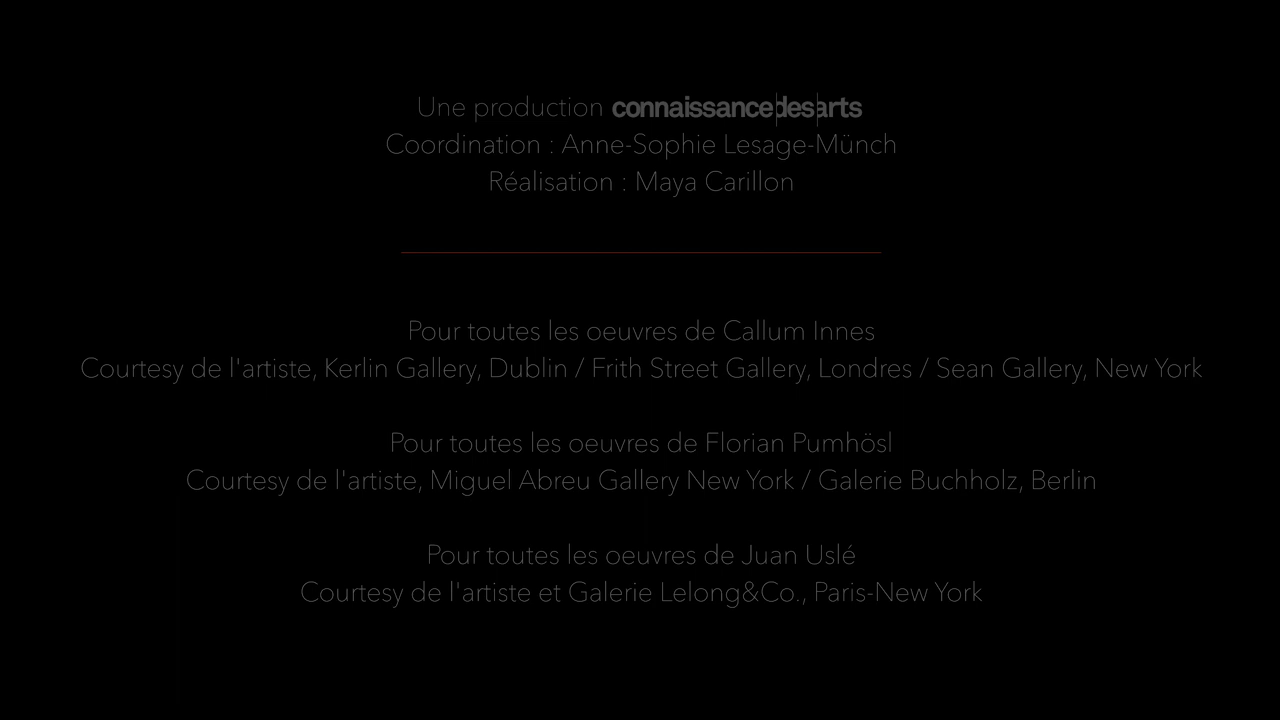 Une production connaissancedesarts
Coordination : Anne-Sophie Lesage-Münch
Réalisation : Maya Carillon
Pour toutes les oeuvres de Callum Innes
Courtesy de l'artiste, Kerlin Gallery, Dublin / Frith Street Gallery, Londres / Sean Gallery, New York
Pour toutes les oeuvres de Florian Pumhösl
Courtesy de l'artiste, Miguel Abreu Gallery New York / Galerie Buchholz, Berlin
Pour toutes les oeuvres de Juan Uslé
Courtesy de l'artiste et Galerie Lelong&Co., Paris-New York